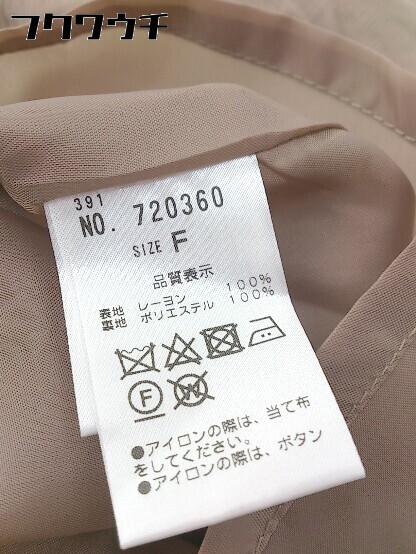 フクワウチ
391
NO. 720360
SIZE F
品質表示
表地 レーヨン 100%
裏地 ポリエステル 100%
F W
●アイロンの際は、当て布
をしてください。
●アイロンの際は、ボタン